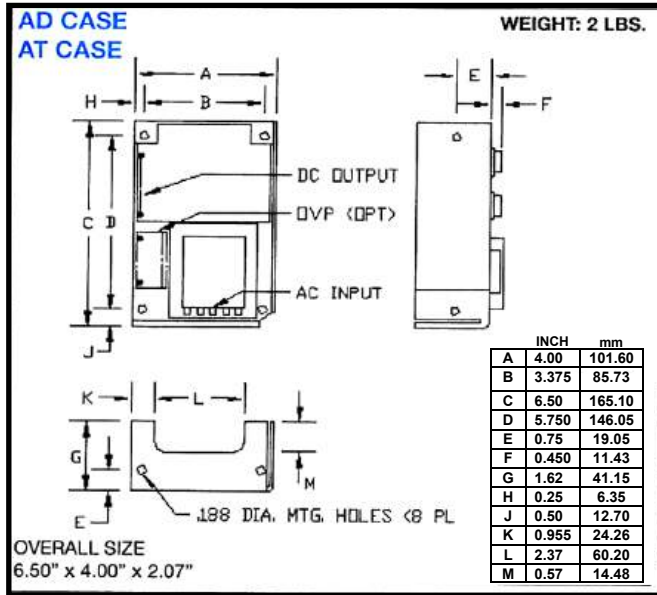 AD CASE
AT CASE
WEIGHT: 2 LBS.
A
H
B
E
F
DC OUTPUT
OVP (OPT)
C
D
AC INPUT
J
K
L
G
M
E
.188 DIA. MTG. HOLES (8 PL
OVERALL SIZE
6.50" x 4.00" x 2.07"
INCH mm
A 4.00 101.60
B 3.375 85.73
C 6.50 165.10
D 5.750 146.05
E 0.75 19.05
F 0.450 11.43
G 1.62 41.15
H 0.25 6.35
J 0.50 12.70
K 0.955 24.26
L 2.37 60.20
M 0.57 14.48